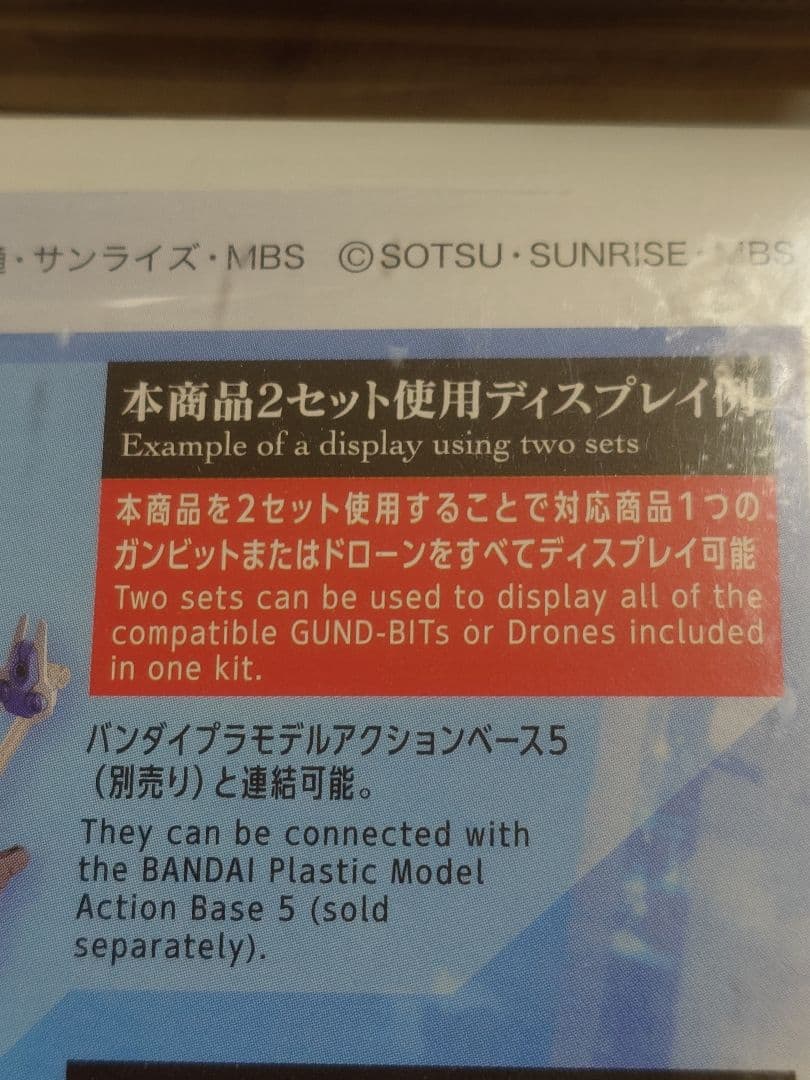 ・サンライズ・MBS ©SOTSU・SUNRISE・MBS
本商品2セット使用ディスプレイ例
Example of a display using two sets
本商品を2セット使用することで対応商品1つの
ガンビットまたはドローンをすべてディスプレイ可能
Two sets can be used to display all of the
compatible GUND-BITs or Drones included
in one kit.
バンダイプラモデルアクションベース5
（別売り）と連結可能。
They can be connected with
the BANDAI Plastic Model
Action Base 5 (sold
separately).